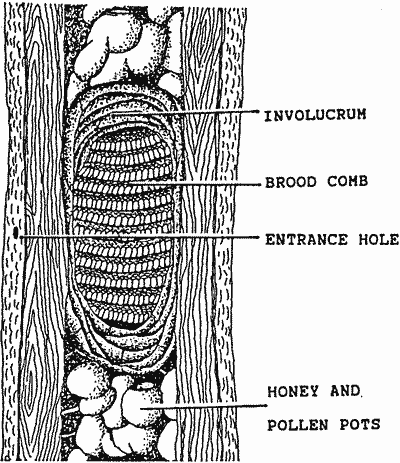 INVOLUCRUM
BROOD COMB
ENTRANCE HOLE
HONEY AND
POLLEN POTS